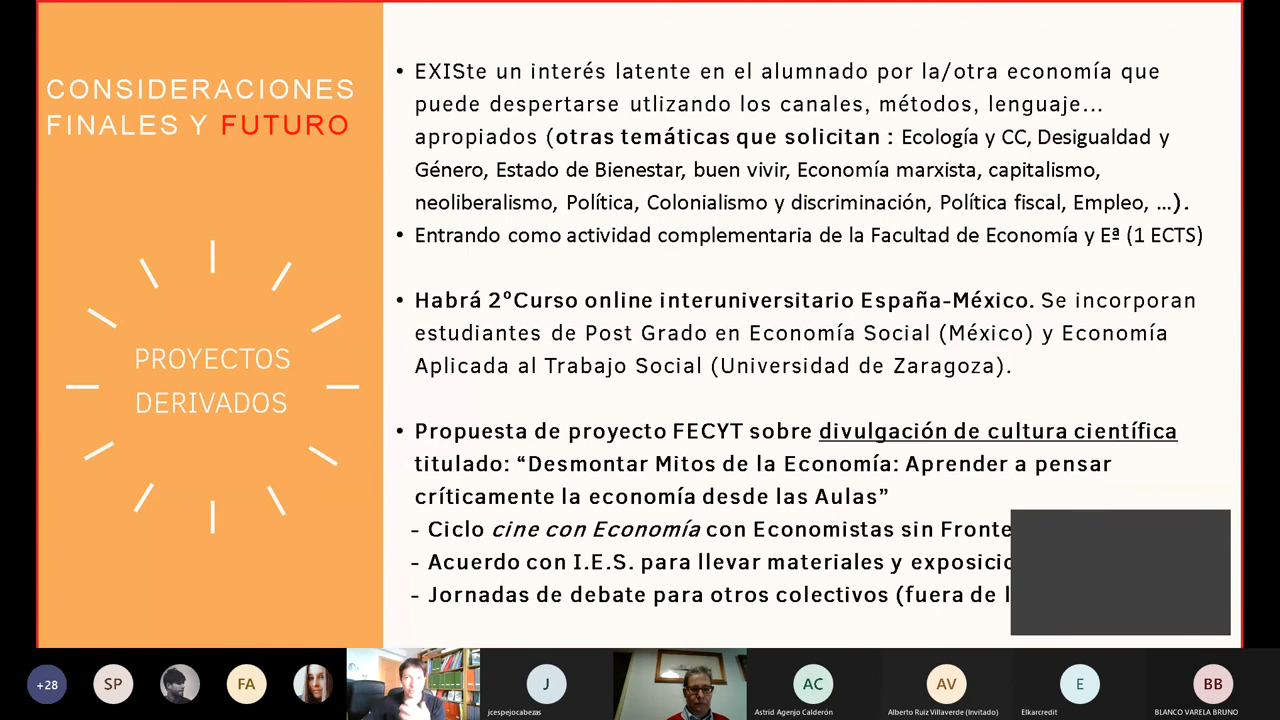 CONSIDERACIONES
FINALES Y FUTURO
PROYECTOS
DERIVADOS
• EXISte un interés latente en el alumnado por la/otra economía que
puede despertarse utlizando los canales, métodos, lenguaje...
apropiados (otras temáticas que solicitan : Ecología y CC, Desigualdad y
Género, Estado de Bienestar, buen vivir, Economía marxista, capitalismo,
neoliberalismo, Política, Colonialismo y discriminación, Política fiscal, Empleo, ...).
• Entrando como actividad complementaria de la Facultad de Economía y Eª (1 ECTS)
• Habrá 2ºCurso online interuniversitario España-México. Se incorporan
estudiantes de Post Grado en Economía Social (México) y Economía
Aplicada al Trabajo Social (Universidad de Zaragoza).
• Propuesta de proyecto FECYT sobre divulgación de cultura científica
titulado: “Desmontar Mitos de la Economía: Aprender a pensar
críticamente la economía desde las Aulas”
- Ciclo cine con Economía con Economistas sin Fronte
- Acuerdo con I.E.S. para llevar materiales y exposicio
- Jornadas de debate para otros colectivos (fuera de l
+28
SP
FA
J
jcespejocabezas
AC
Astrid Agenjo Calderón
AV
Alberto Ruiz Villaverde (Invitado)
E
Elkarcredit
BB
BLANCO VARELA BRUNO